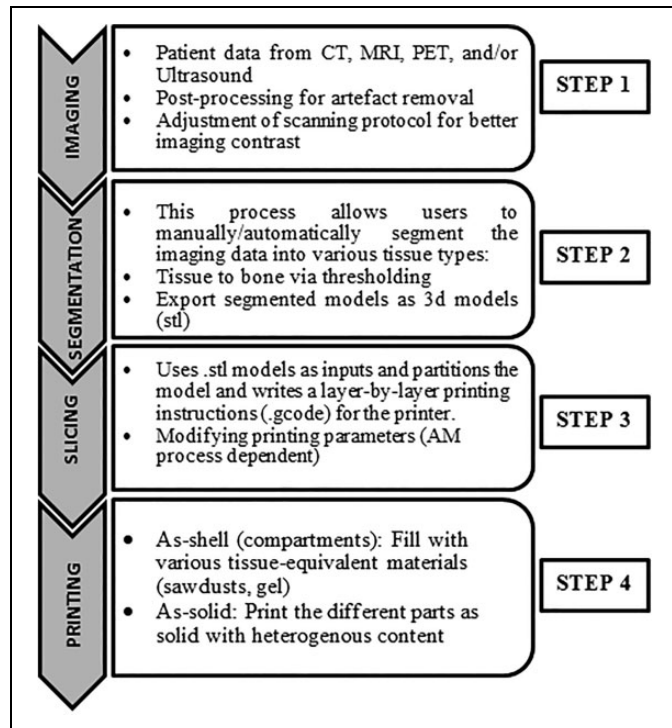 IMAGING
• Patient data from CT, MRI, PET, and/or
Ultrasound
• Post-processing for artefact removal
• Adjustment of scanning protocol for better
imaging contrast
STEP 1
SEGMENTATION
• This process allows users to
manually/automatically segment the
imaging data into various tissue types:
• Tissue to bone via thresholding
• Export segmented models as 3d models
(stl)
STEP 2
SLICING
• Uses .stl models as inputs and partitions the
model and writes a layer-by-layer printing
instructions (.gcode) for the printer.
• Modifying printing parameters (AM
process dependent)
STEP 3
PRINTING
• As-shell (compartments): Fill with
various tissue-equivalent materials
(sawdusts, gel)
• As-solid: Print the different parts as
solid with heterogenous content
STEP 4